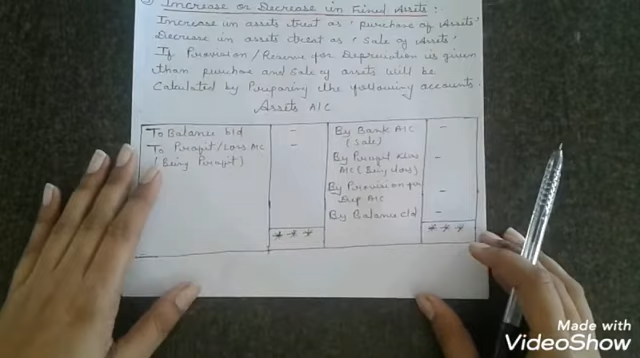 Increase or Decrease in Fixed Assets :
Increase in assets treat as 'purchase of Assets'
Decrease in assets treat as 'Sale of Assets'
If Provision/Reserve for Depreciation is given
than purchase and sale of assets will be
Calculated by Preparing the following accounts.
Assets A/C
To Balance b/d -
To Profit/Loss A/C -
(Being Profit)
***
By Bank A/C -
(Sale)
By Profit Loss -
A/C (Being Loss)
By Provision for -
Dep A/C
By Balance c/d -
***
Made with
VideoShow